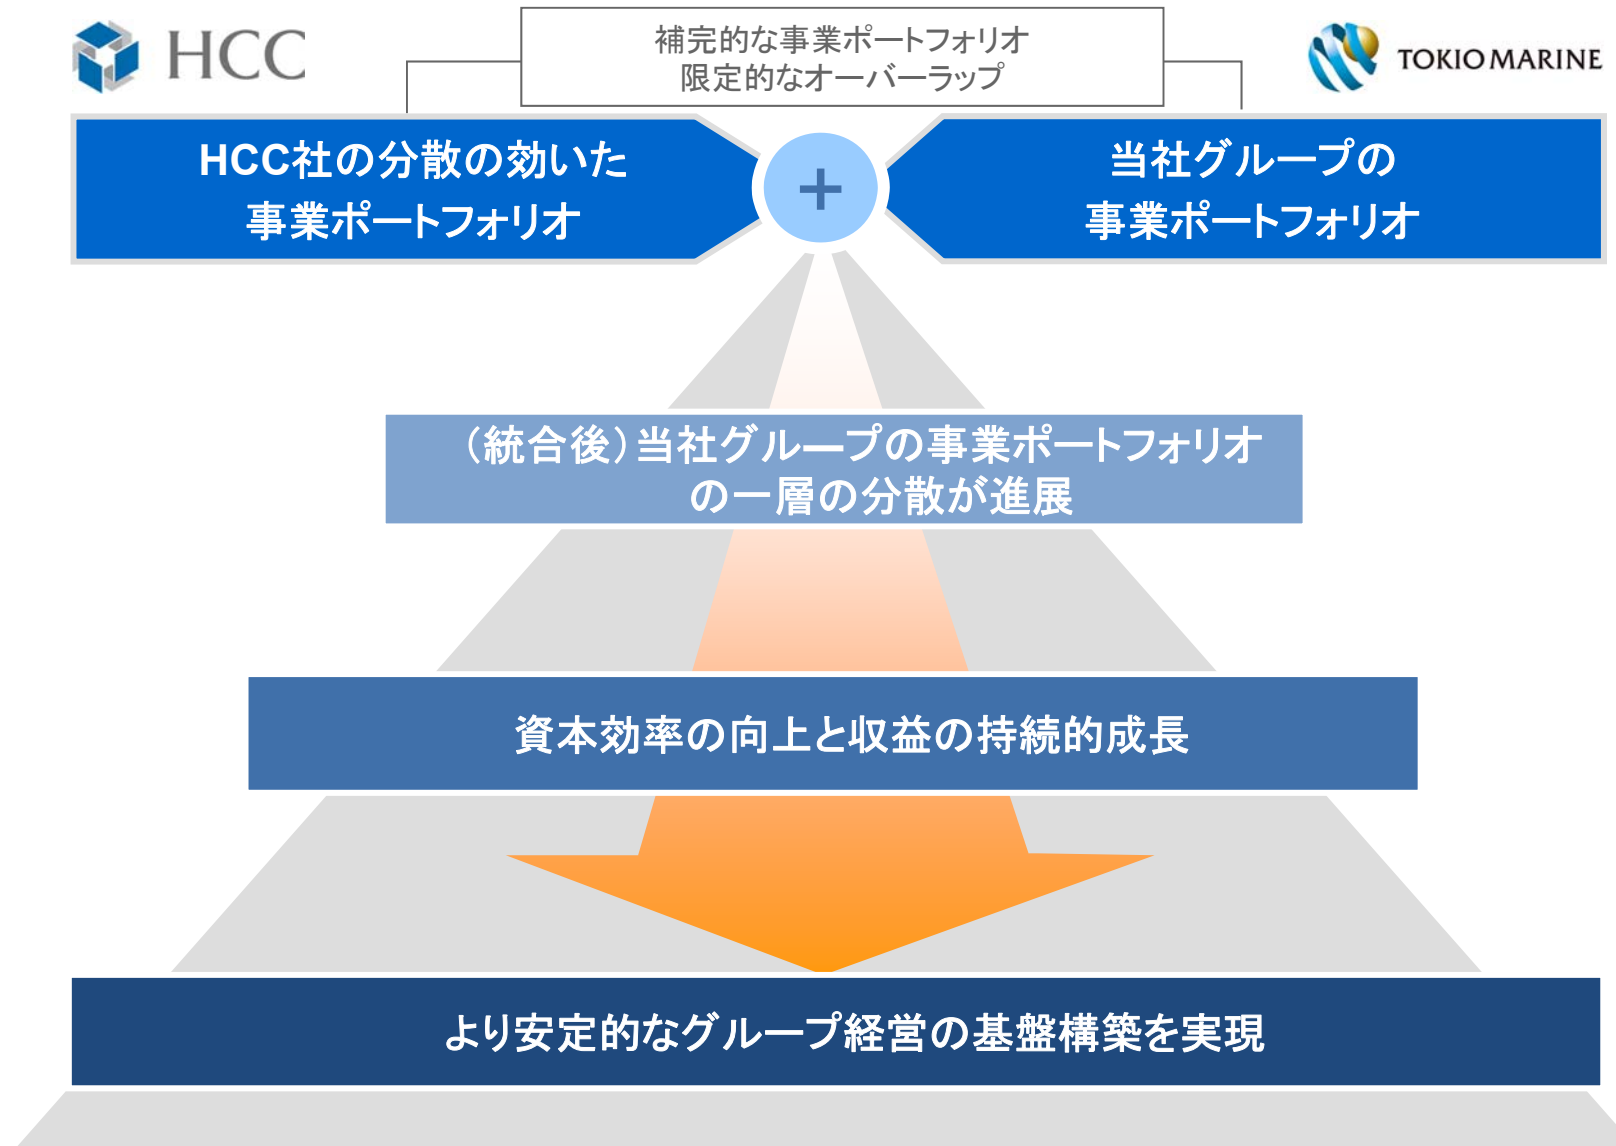 HCC
補完的な事業ポートフォリオ
限定的なオーバーラップ
TOKIO MARINE
HCC社の分散の効いた
事業ポートフォリオ
+
当社グループの
事業ポートフォリオ
（統合後）当社グループの事業ポートフォリオ
の一層の分散が進展
資本効率の向上と収益の持続的成長
より安定的なグループ経営の基盤構築を実現